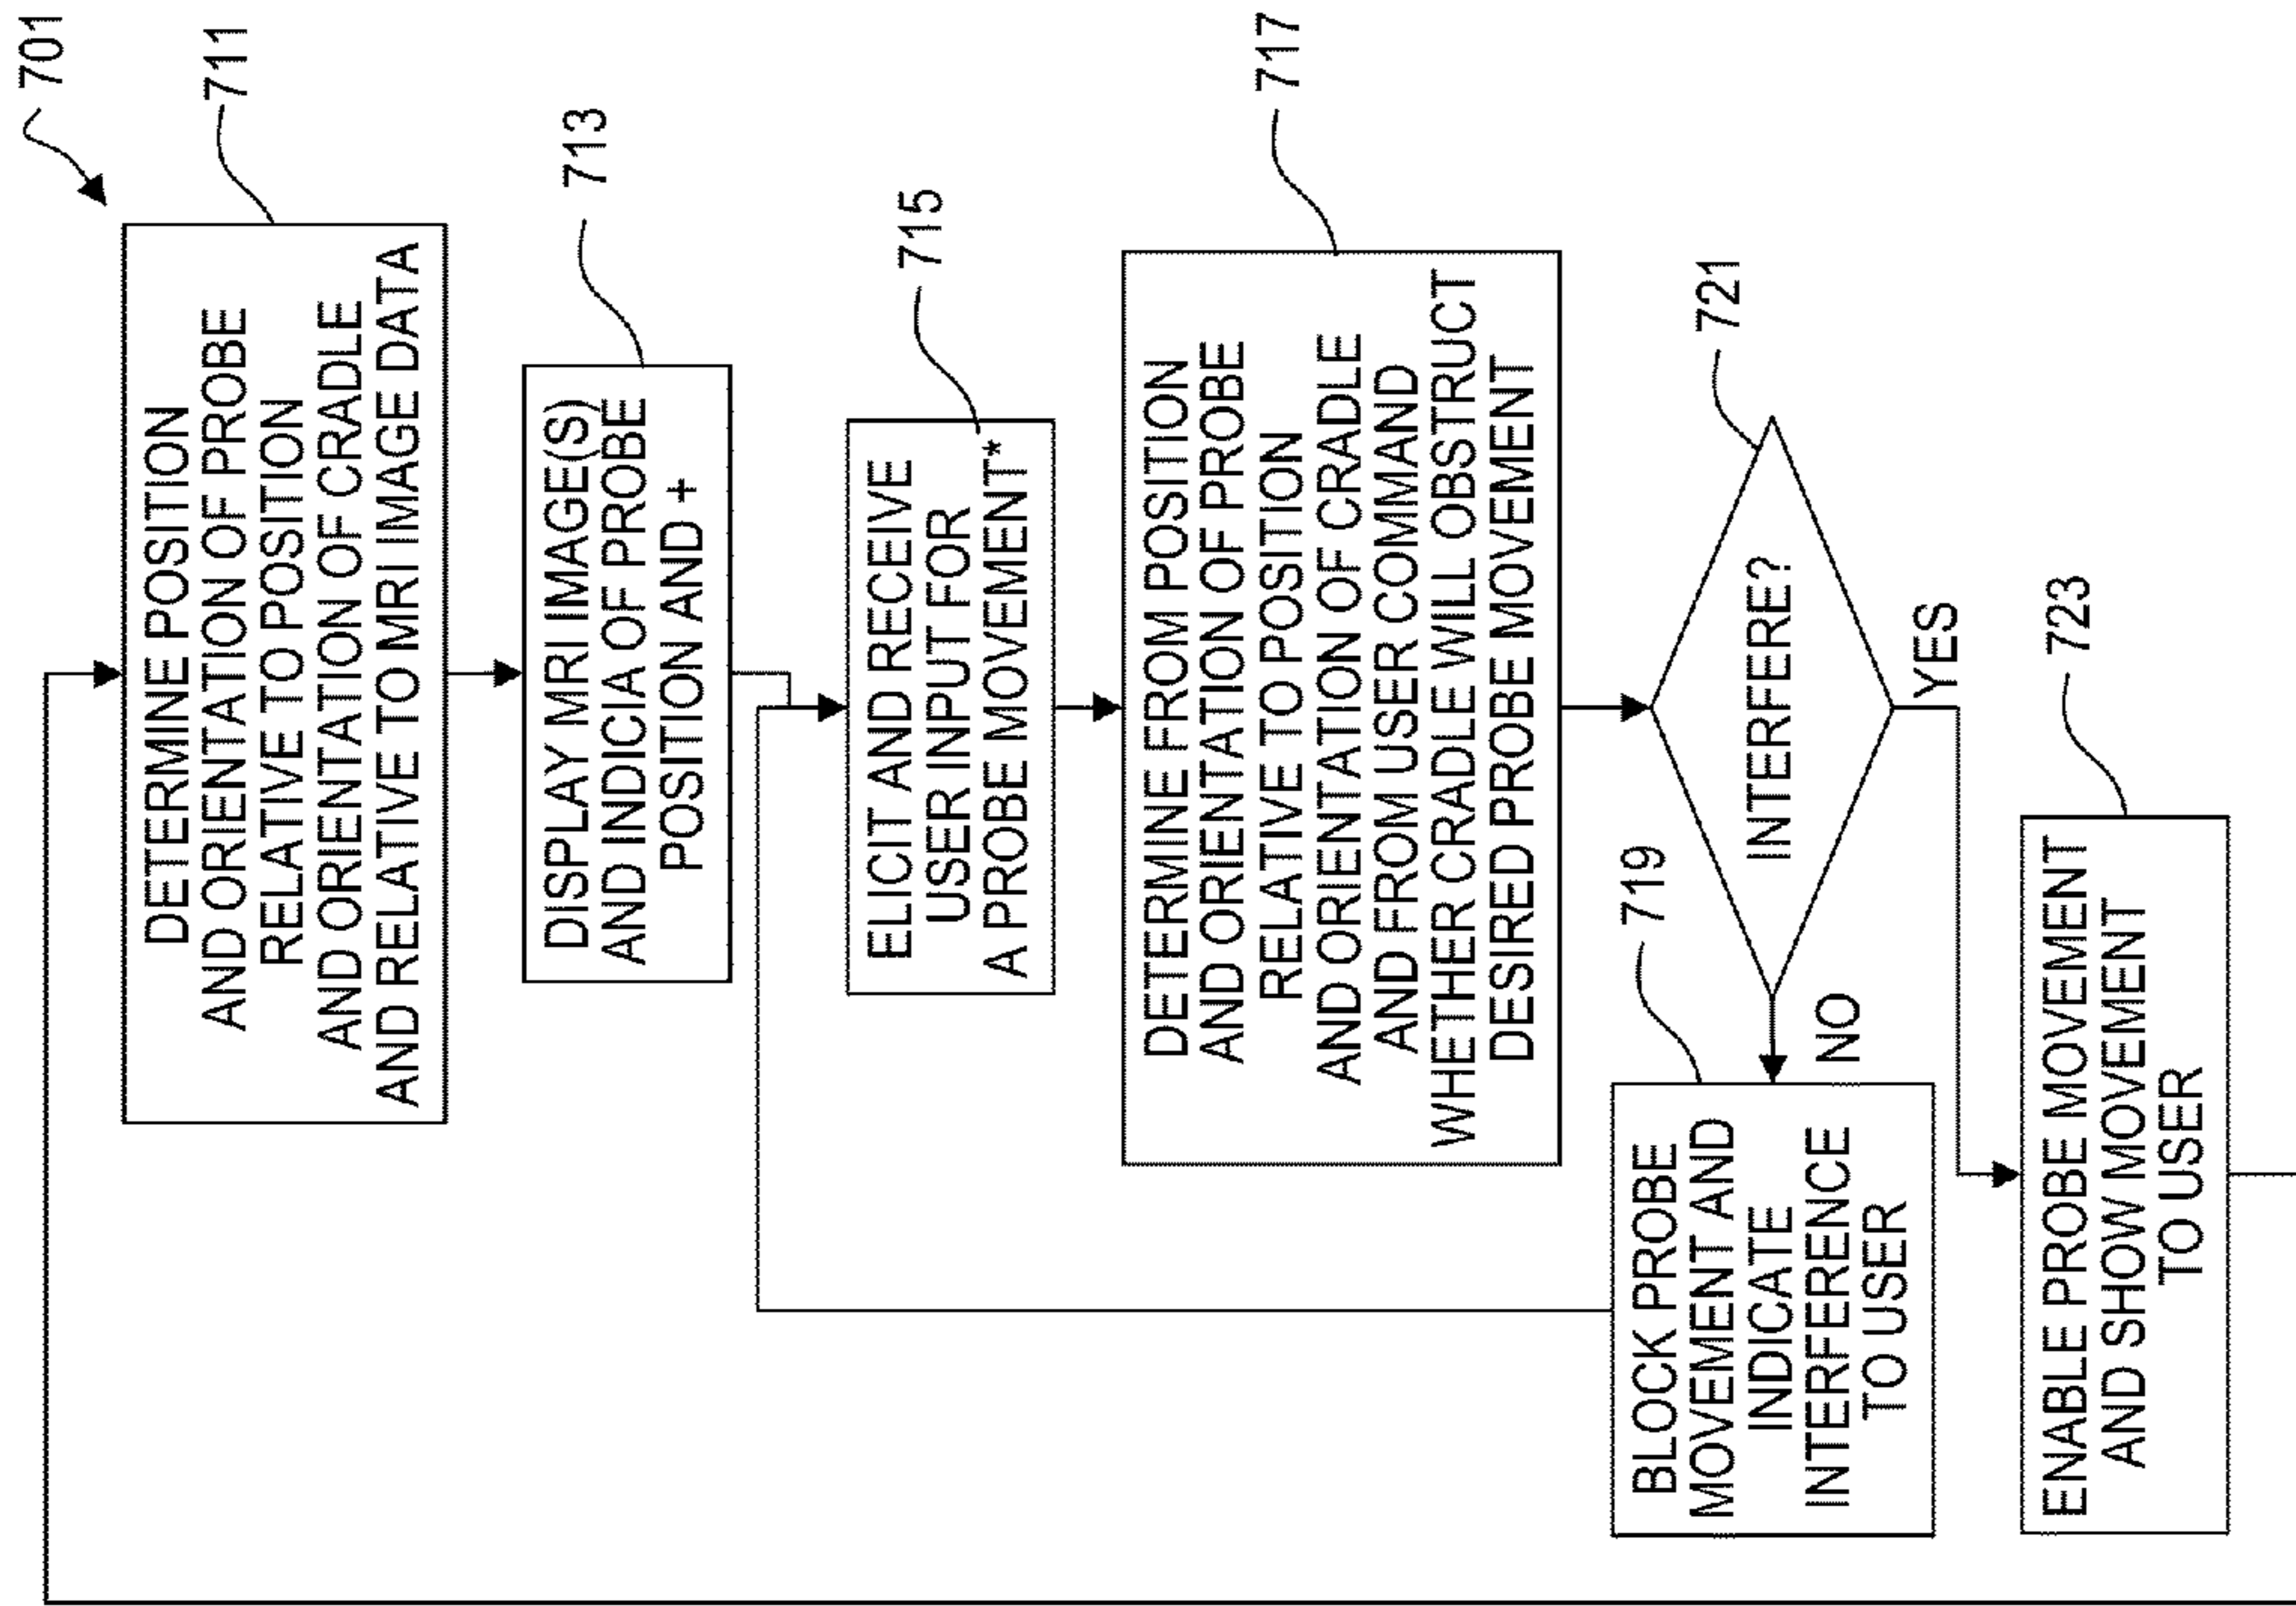 701
DETERMINE POSITION
AND ORIENTATION OF PROBE
RELATIVE TO POSITION
AND ORIENTATION OF CRADLE
AND RELATIVE TO MRI IMAGE DATA
711
DISPLAY MRI IMAGE(S)
AND INDICIA OF PROBE
POSITION AND +
713
ELICIT AND RECEIVE
USER INPUT FOR
A PROBE MOVEMENT*
715
DETERMINE FROM POSITION
AND ORIENTATION OF PROBE
RELATIVE TO POSITION
AND ORIENTATION OF CRADLE
AND FROM USER COMMAND
WHETHER CRADLE WILL OBSTRUCT
DESIRED PROBE MOVEMENT
717
INTERFERE?
721
NO
YES
BLOCK PROBE
MOVEMENT AND
INDICATE
INTERFERENCE
TO USER
719
ENABLE PROBE MOVEMENT
AND SHOW MOVEMENT
TO USER
723